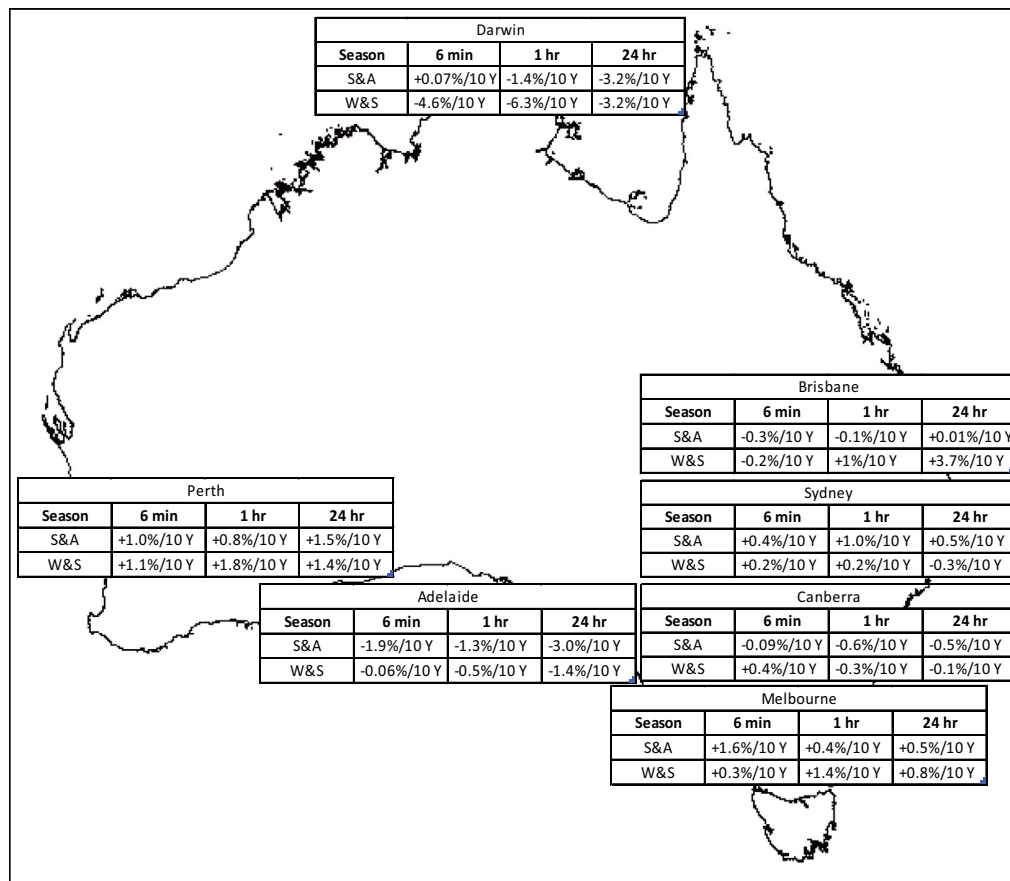 Darwin
Season 6 min 1 hr 24 hr
S&A +0.07%/10 Y -1.4%/10 Y -3.2%/10 Y
W&S -4.6%/10 Y -6.3%/10 Y -3.2%/10 Y
Brisbane
Season 6 min 1 hr 24 hr
S&A -0.3%/10 Y -0.1%/10 Y +0.01%/10 Y
W&S -0.2%/10 Y +1%/10 Y +3.7%/10 Y
Perth
Season 6 min 1 hr 24 hr
S&A +1.0%/10 Y +0.8%/10 Y +1.5%/10 Y
W&S +1.1%/10 Y +1.8%/10 Y +1.4%/10 Y
Sydney
Season 6 min 1 hr 24 hr
S&A +0.4%/10 Y +1.0%/10 Y +0.5%/10 Y
W&S +0.2%/10 Y +0.2%/10 Y -0.3%/10 Y
Adelaide
Season 6 min 1 hr 24 hr
S&A -1.9%/10 Y -1.3%/10 Y -3.0%/10 Y
W&S -0.06%/10 Y -0.5%/10 Y -1.4%/10 Y
Canberra
Season 6 min 1 hr 24 hr
S&A -0.09%/10 Y -0.6%/10 Y -0.5%/10 Y
W&S +0.4%/10 Y -0.3%/10 Y -0.1%/10 Y
Melbourne
Season 6 min 1 hr 24 hr
S&A +1.6%/10 Y +0.4%/10 Y +0.5%/10 Y
W&S +0.3%/10 Y +1.4%/10 Y +0.8%/10 Y